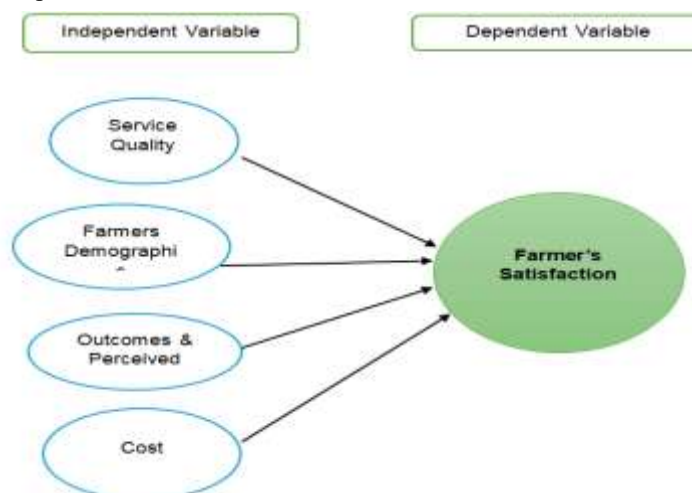 Independent Variable
Dependent Variable
Service
Quality
Farmers
Demographi
Outcomes &
Perceived
Cost
Farmer's
Satisfaction